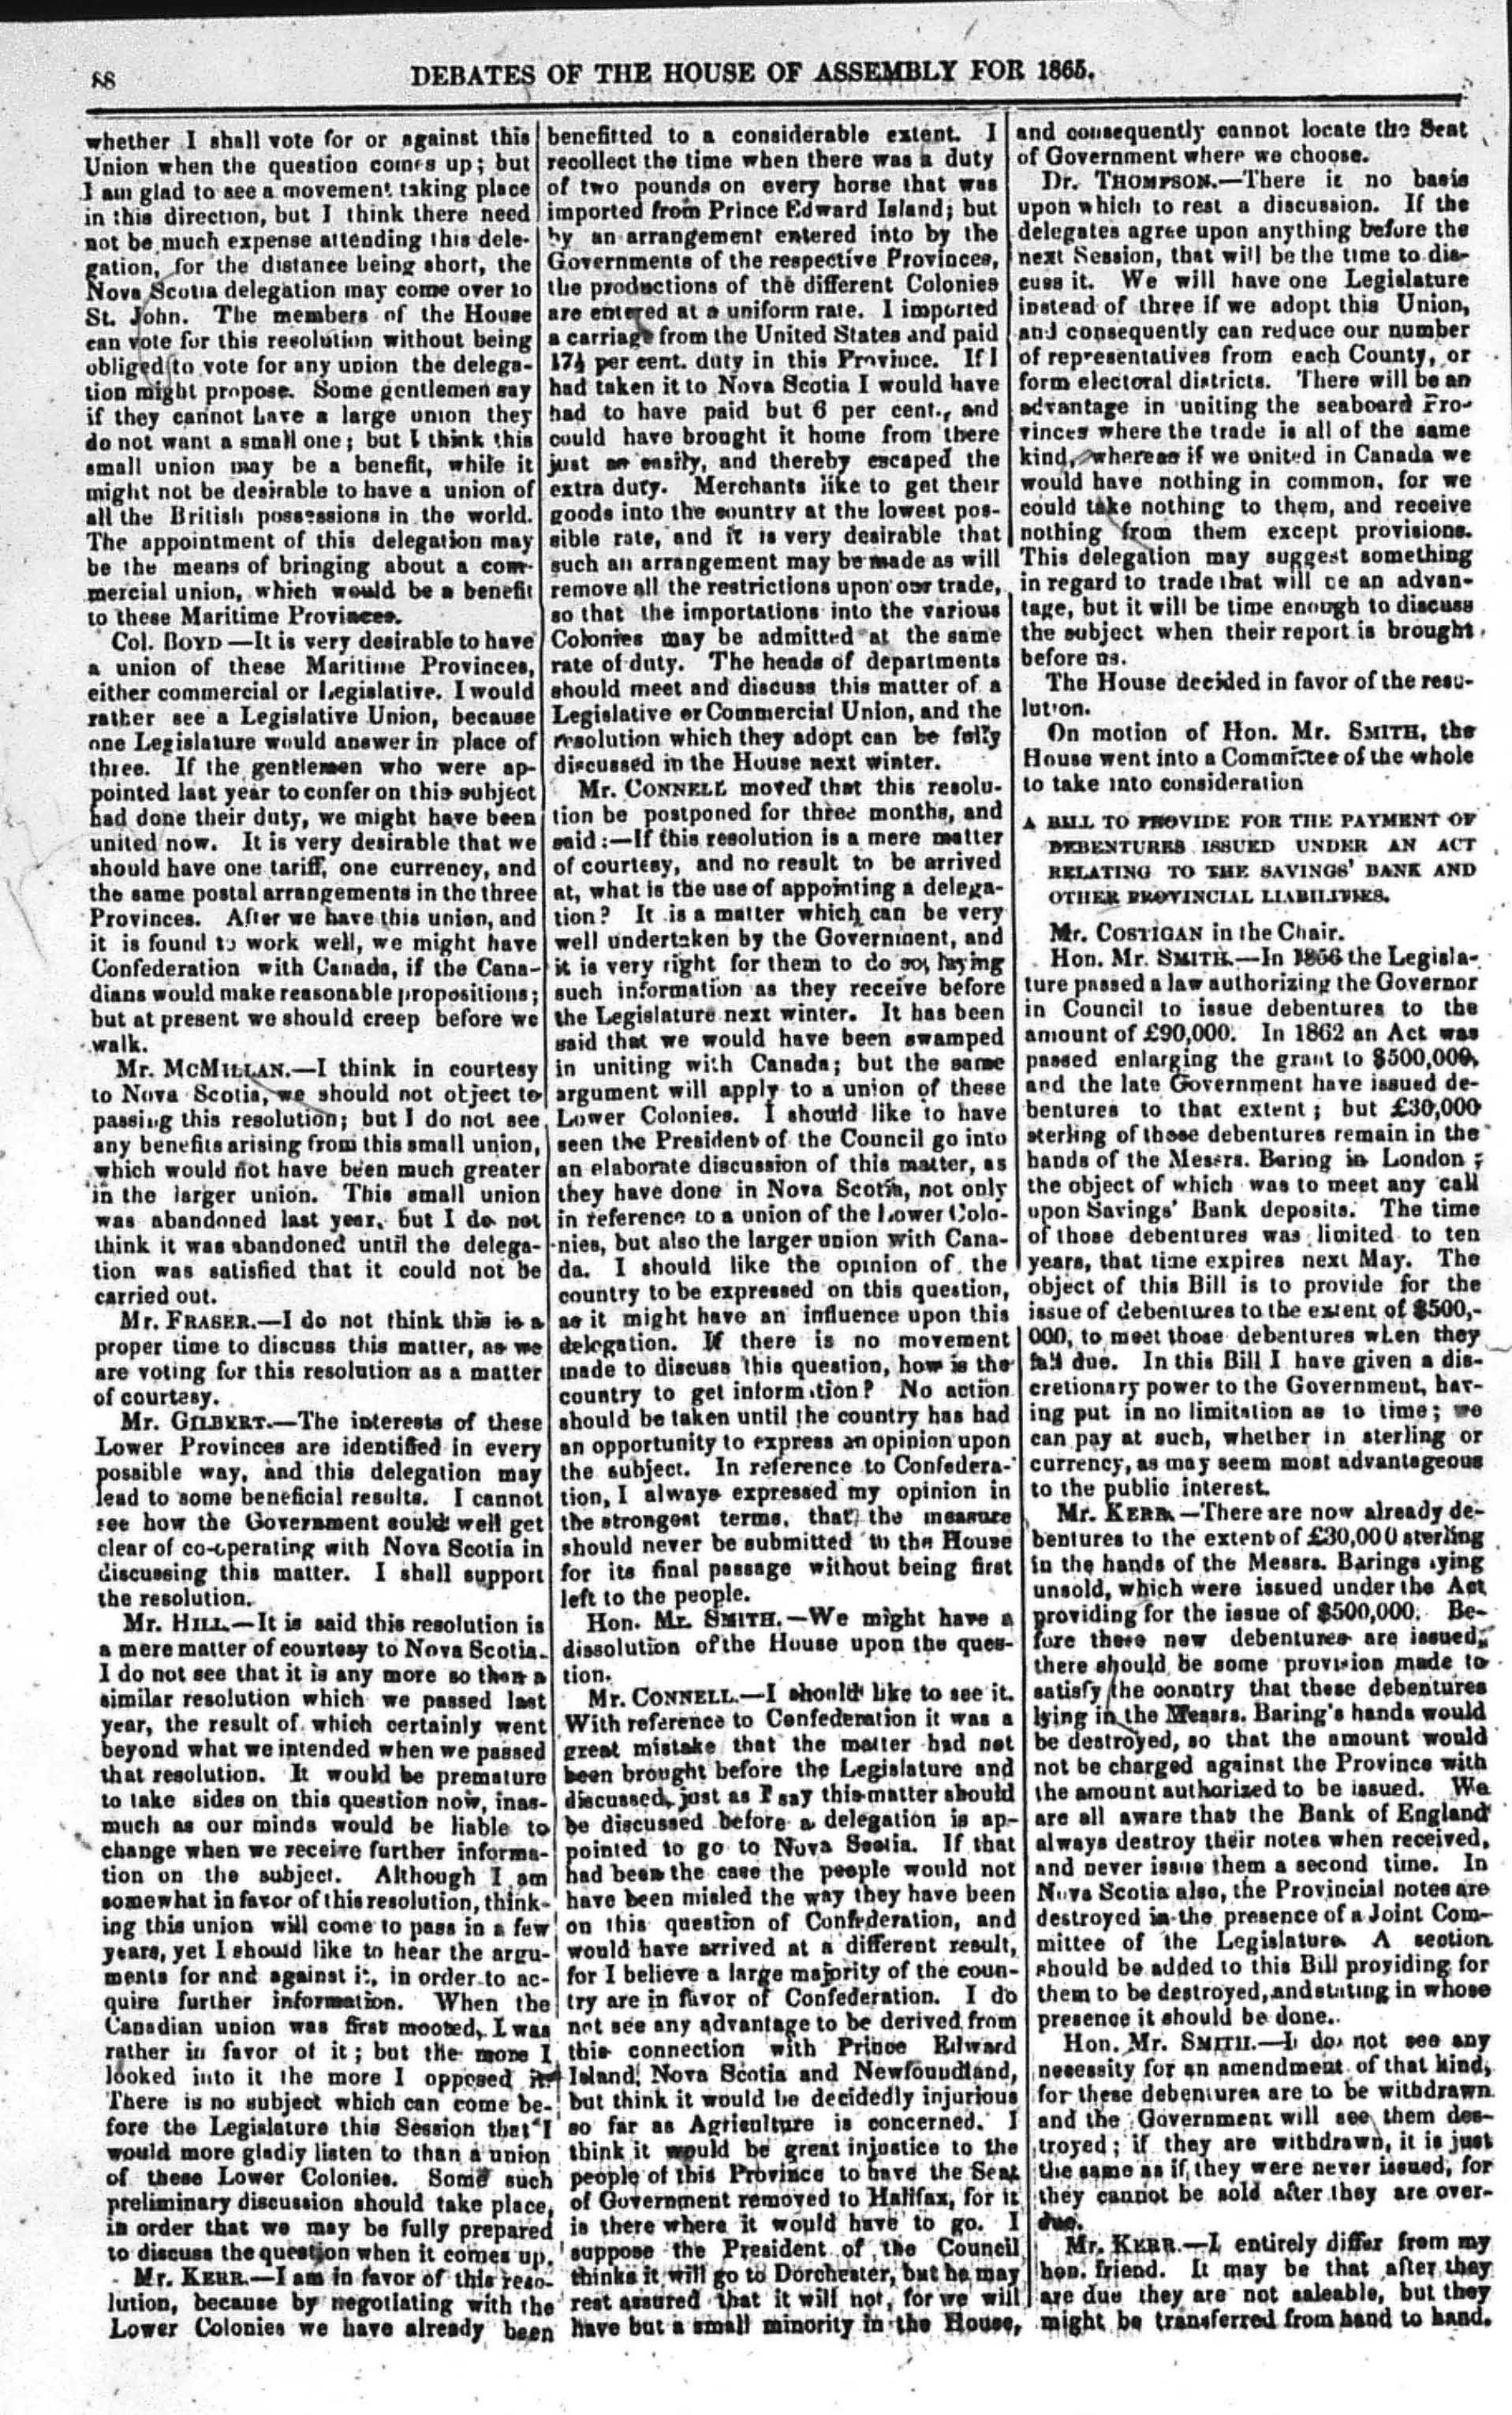 88
DEBATES OF THE HOUSE OF ASSEMBLY FOR 1865.
whether I shall vote for or against this
Union when the question comes up; but
I am glad to see a movement taking place
in this direction, but I think there need
not be much expense attending this dele-
gation, for the distance being short, the
Nova Scotia delegation may come over to
St. John. The members of the House
can vote for this resolution without being
obliged to vote for any union the delega-
tion might propose. Some gentlemen say
if they cannot have a large union they
do not want a small one; but I think this
small union may be a benefit, while it
might not be desirable to have a union of
all the British possessions in the world.
The appointment of this delegation may
be the means of bringing about a com-
mercial union, which would be a benefit
to these Maritime Provinces.
Col. BOYD—It is very desirable to have
a union of these Maritime Provinces,
either commercial or Legislative. I would
rather see a Legislative Union, because
one Legislature would answer in place of
three. If the gentlemen who were ap-
pointed last year to confer on this subject
had done their duty, we might have been
united now. It is very desirable that we
should have one tariff, one currency, and
the same postal arrangements in the three
Provinces. After we have this union, and
it is found to work well, we might have
Confederation with Canada, if the Cana-
dians would make reasonable propositions;
but at present we should creep before we
walk.
Mr. MCMILLAN.—I think in courtesy
to Nova Scotia, we should not object to
passing this resolution; but I do not see
any benefits arising from this small union,
which would not have been much greater
in the larger union. This small union
was abandoned last year, but I do not
think it was abandoned until the delega-
tion was satisfied that it could not be
carried out.
Mr. FRASER.—I do not think this is a
proper time to discuss this matter, as we
are voting for this resolution as a matter
of courtesy.
Mr. GILBERT.—The interests of these
Lower Provinces are identified in every
possible way, and this delegation may
lead to some beneficial results. I cannot
see how the Government could well get
clear of co-operating with Nova Scotia in
discussing this matter. I shall support
the resolution.
Mr. HILL.—It is said this resolution is
a mere matter of courtesy to Nova Scotia.
I do not see that it is any more so than a
similar resolution which we passed last
year, the result of which certainly went
beyond what we intended when we passed
that resolution. It would be premature
to take sides on this question now, inas-
much as our minds would be liable to
change when we receive further informa-
tion on the subject. Although I am
somewhat in favor of this resolution, think-
ing this union will come to pass in a few
years, yet I should like to hear the argu-
ments for and against it, in order to ac-
quire further information. When the
Canadian union was first mooted, I was
rather in favor of it; but the more I
looked into it the more I opposed it.
There is no subject which can come be-
fore the Legislature this Session that I
would more gladly listen to than a union
of these Lower Colonies. Some such
preliminary discussion should take place,
in order that we may be fully prepared
to discuss the question when it comes up.
Mr. KERR.—I am in favor of this reso-
lution, because by negotiating with the
Lower Colonies we have already been
benefitted to a considerable extent. I
recollect the time when there was a duty
of two pounds on every horse that was
imported from Prince Edward Island; but
by an arrangement entered into by the
Governments of the respective Provinces,
the productions of the different Colonies
are entered at a uniform rate. I imported
a carriage from the United States and paid
17½ per cent. duty in this Province. If I
had taken it to Nova Scotia I would have
had to have paid but 6 per cent., and
could have brought it home from there
just as easily, and thereby escaped the
extra duty. Merchants like to get their
goods into the country at the lowest pos-
sible rate, and it is very desirable that
such an arrangement may be made as will
remove all the restrictions upon our trade,
so that the importations into the various
Colonies may be admitted at the same
rate of duty. The heads of departments
should meet and discuss this matter of a
Legislative or Commercial Union, and the
resolution which they adopt can be fully
discussed in the House next winter.
Mr. CONNELL moved that this resolu-
tion be postponed for three months, and
said:—If this resolution is a mere matter
of courtesy, and no result to be arrived
at, what is the use of appointing a delega-
tion? It is a matter which can be very
well undertaken by the Government, and
it is very right for them to do so, laying
such information as they receive before
the Legislature next winter. It has been
said that we would have been swamped
in uniting with Canada; but the same
argument will apply to a union of these
Lower Colonies. I should like to have
seen the President of the Council go into
an elaborate discussion of this matter, as
they have done in Nova Scotia, not only
in reference to a union of the Lower Colo-
nies, but also the larger union with Cana-
da. I should like the opinion of the
country to be expressed on this question,
as it might have an influence upon this
delegation. If there is no movement
made to discuss this question, how is the
country to get information? No action
should be taken until the country has had
an opportunity to express an opinion upon
the subject. In reference to Confedera-
tion, I always expressed my opinion in
the strongest terms, that the measure
should never be submitted to the House
for its final passage without being first
left to the people.
Hon. Mr. SMITH.—We might have a
dissolution of the House upon the ques-
tion.
Mr. CONNELL.—I should like to see it.
With reference to Confederation it was a
great mistake that the matter had not
been brought before the Legislature and
discussed, just as I say this matter should
be discussed before a delegation is ap-
pointed to go to Nova Scotia. If that
had been the case the people would not
have been misled the way they have been
on this question of Confederation, and
would have arrived at a different result,
for I believe a large majority of the coun-
try are in favor of Confederation. I do
not see any advantage to be derived from
this connection with Prince Edward
Island, Nova Scotia and Newfoundland,
but think it would be decidedly injurious
so far as Agriculture is concerned. I
think it would be great injustice to the
people of this Province to have the Seat
of Government removed to Halifax, for it
is there where it would have to go. I
suppose the President of the Council
thinks it will go to Dorchester, but he may
rest assured that it will not, for we will
have but a small minority in the House,
and consequently cannot locate the Seat
of Government where we choose.
Dr. THOMPSON.—There is no basis
upon which to rest a discussion. If the
delegates agree upon anything before the
next Session, that will be the time to dis-
cuss it. We will have one Legislature
instead of three if we adopt this Union,
and consequently can reduce our number
of representatives from each County, or
form electoral districts. There will be an
advantage in uniting the seaboard Pro-
vinces where the trade is all of the same
kind, whereas if we united in Canada we
would have nothing in common, for we
could take nothing to them, and receive
nothing from them except provisions.
This delegation may suggest something
in regard to trade that will be an advan-
tage, but it will be time enough to discuss
the subject when their report is brought
before us.
The House decided in favor of the reso-
lution.
On motion of Hon. Mr. SMITH, the
House went into a Committee of the whole
to take into consideration
A BILL TO PROVIDE FOR THE PAYMENT OF
DEBENTURES ISSUED UNDER AN ACT
RELATING TO THE SAVINGS' BANK AND
OTHER PROVINCIAL LIABILITIES.
Mr. COSTIGAN in the Chair.
Hon. Mr. SMITH.—In 1856 the Legisla-
ture passed a law authorizing the Governor
in Council to issue debentures to the
amount of £90,000. In 1862 an Act was
passed enlarging the grant to $500,000,
and the late Government have issued de-
bentures to that extent; but £30,000
sterling of those debentures remain in the
hands of the Messrs. Baring in London;
the object of which was to meet any call
upon Savings' Bank deposits. The time
of those debentures was limited to ten
years, that time expires next May. The
object of this Bill is to provide for the
issue of debentures to the extent of $500,-
000, to meet those debentures when they
fall due. In this Bill I have given a dis-
cretionary power to the Government, hav-
ing put in no limitation as to time; we
can pay at such, whether in sterling or
currency, as may seem most advantageous
to the public interest.
Mr. KERR.—There are now already de-
bentures to the extent of £30,000 sterling
in the hands of the Messrs. Barings lying
unsold, which were issued under the Act
providing for the issue of $500,000. Be-
fore these new debentures are issued,
there should be some provision made to
satisfy the country that these debentures
lying in the Messrs. Baring's hands would
be destroyed, so that the amount would
not be charged against the Province with
the amount authorized to be issued. We
are all aware that the Bank of England
always destroy their notes when received,
and never issue them a second time. In
Nova Scotia also, the Provincial notes are
destroyed in the presence of a Joint Com-
mittee of the Legislature. A section
should be added to this Bill providing for
them to be destroyed, and stating in whose
presence it should be done.
Hon. Mr. SMITH.—I do not see any
necessity for an amendment of that kind,
for these debentures are to be withdrawn
and the Government will see them des-
troyed; if they are withdrawn, it is just
the same as if they were never issued, for
they cannot be sold after they are over-
due.
Mr. KERR.—I entirely differ from my
hon. friend. It may be that after they
are due they are not saleable, but they
might be transferred from hand to hand.